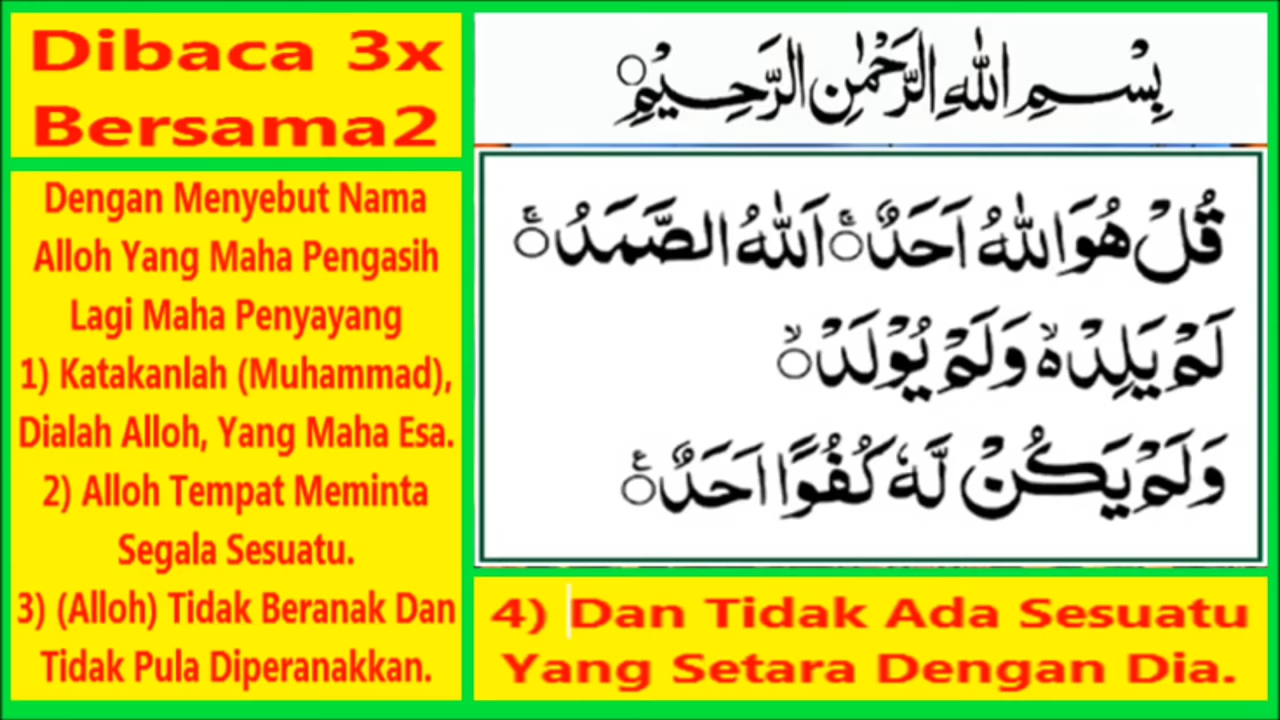 Dibaca 3x
Bersama2
Dengan Menyebut Nama
Alloh Yang Maha Pengasih
Lagi Maha Penyayang
1) Katakanlah (Muhammad),
Dialah Alloh, Yang Maha Esa.
2) Alloh Tempat Meminta
Segala Sesuatu.
3) (Alloh) Tidak Beranak Dan
Tidak Pula Diperanakkan.
بِسْمِ اللّٰهِ الرَّحْمٰنِ الرَّحِيْمِ۝
قُلْ هُوَ اللّٰهُ اَحَدٌ ۚ۝ اَللّٰهُ الصَّمَدُ ۚ۝
لَمْ يَلِدْ ەۙ وَلَمْ يُوْلَدْ ۙ۝
وَلَمْ يَكُنْ لَّهٗ كُفُوًا اَحَدٌ ࣖ۝
4) Dan Tidak Ada Sesuatu
Yang Setara Dengan Dia.